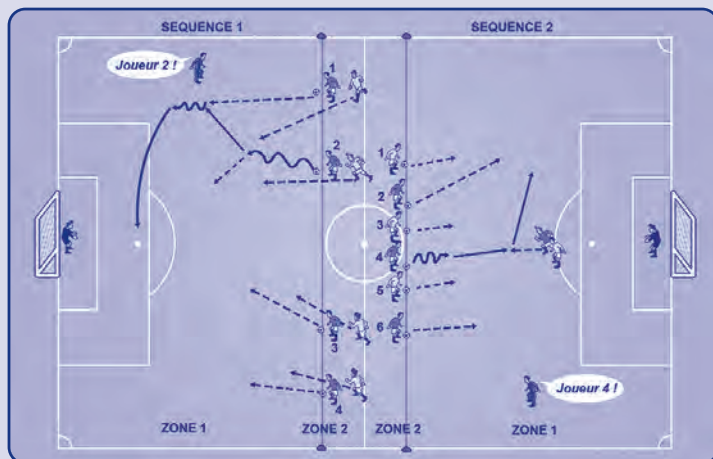 SEQUENCE 1
SEQUENCE 2
Joueur 2 !
1
2
1
2
3
4
5
6
3
4
Joueur 4 !
ZONE 1
ZONE 2
ZONE 2
ZONE 1